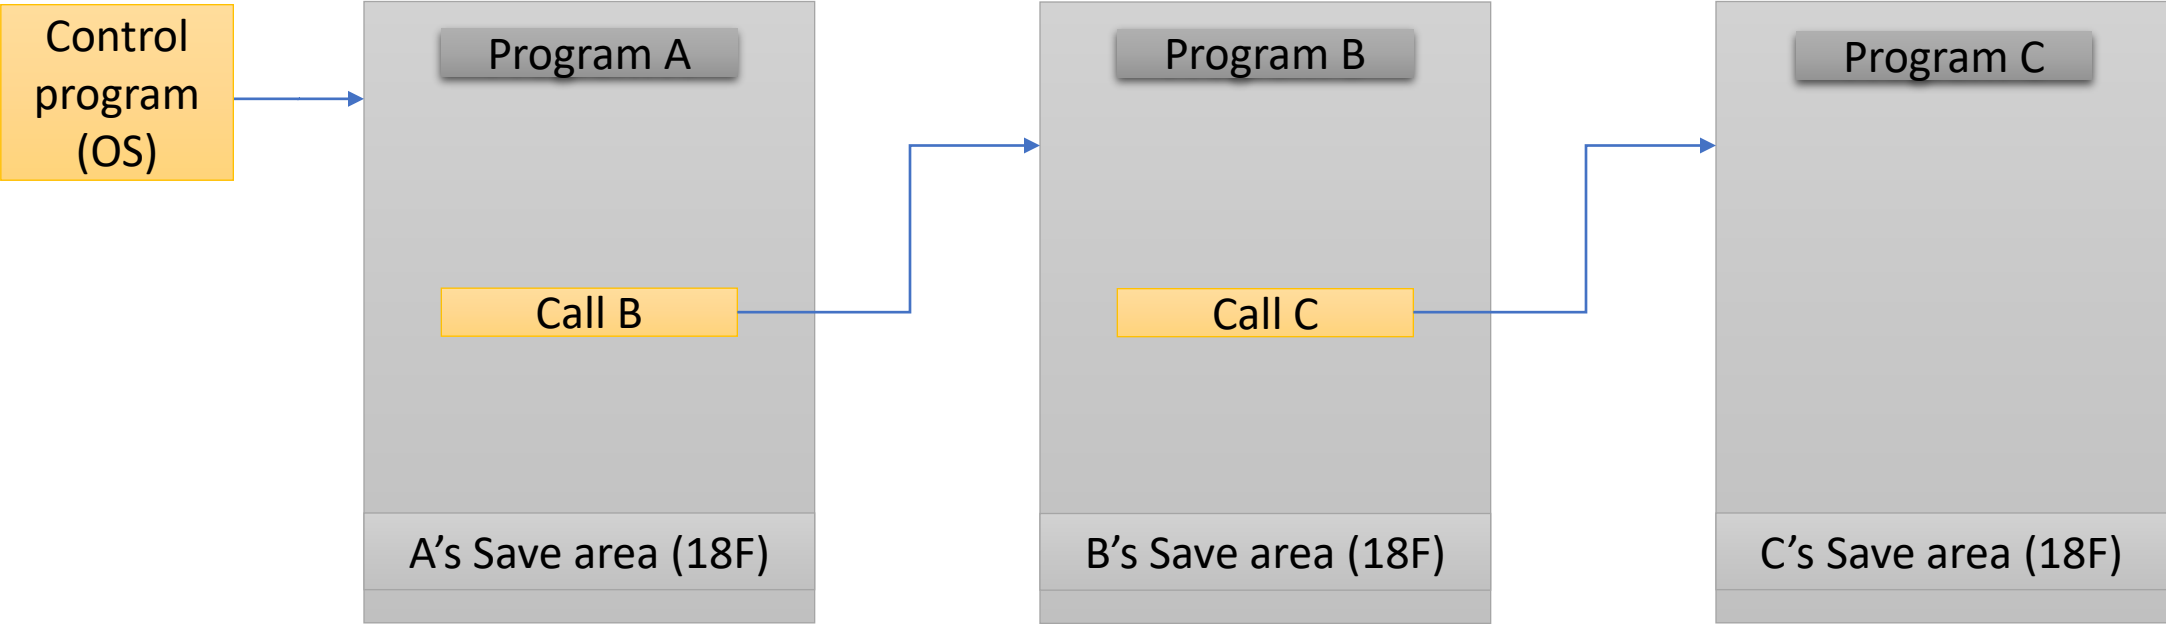 Control
program
(OS)
Program A
Call B
A’s Save area (18F)
Program B
Call C
B’s Save area (18F)
Program C
C’s Save area (18F)